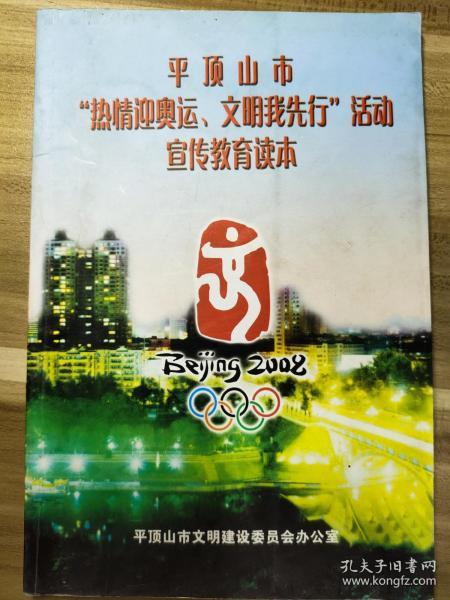 平顶山市
“热情迎奥运、文明我先行”活动
宣传教育读本
Beijing 2008
平顶山市文明建设委员会办公室
孔夫子旧书网
www.kongfz.com